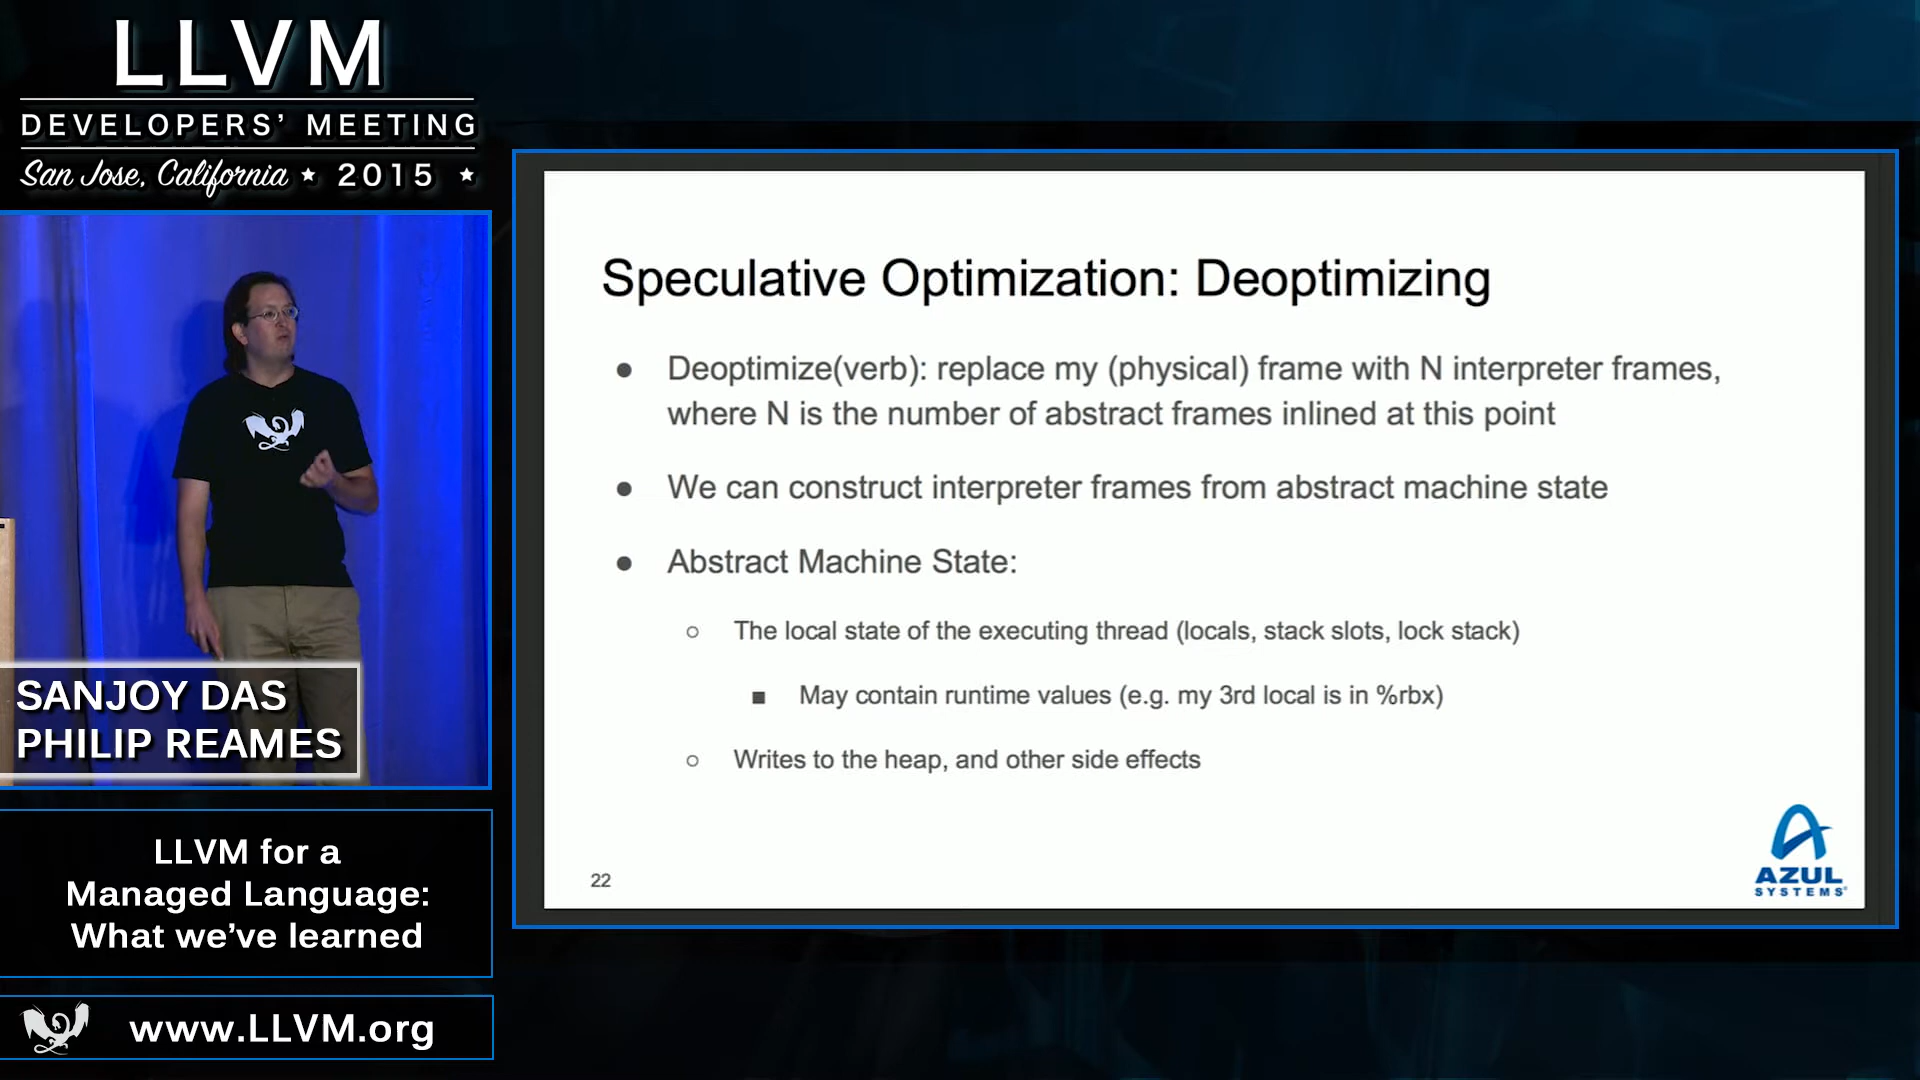 LLVM
DEVELOPERS’ MEETING
San Jose, California ★ 2015 ★
SANJOY DAS
PHILIP REAMES
LLVM for a
Managed Language:
What we’ve learned
www.LLVM.org
Speculative Optimization: Deoptimizing
● Deoptimize(verb): replace my (physical) frame with N interpreter frames,
where N is the number of abstract frames inlined at this point
● We can construct interpreter frames from abstract machine state
● Abstract Machine State:
○ The local state of the executing thread (locals, stack slots, lock stack)
■ May contain runtime values (e.g. my 3rd local is in %rbx)
○ Writes to the heap, and other side effects
22
AZUL
SYSTEMS